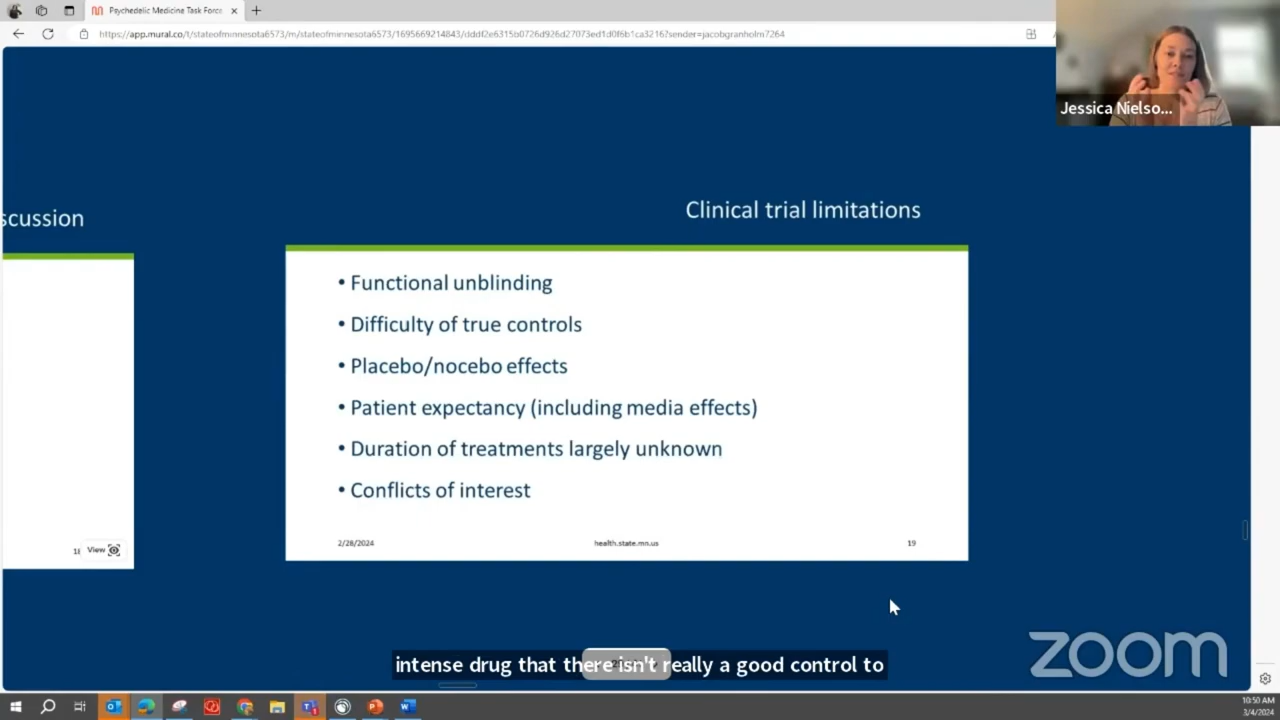 Psychedelic Medicine Task Forc
https://app.mural.co/t/stateofminnesota6573/m/stateofminnesota6573/1695669214843/dddf2e6315b0726d926d27073ed1d0f6b1ca3216?sender=jacobgranholm7264
Jessica Nielso...
scussion
Clinical trial limitations
• Functional unblinding
• Difficulty of true controls
• Placebo/nocebo effects
• Patient expectancy (including media effects)
• Duration of treatments largely unknown
• Conflicts of interest
2/28/2024
health.state.mn.us
19
View
intense drug that there isn't really a good control to
zoom
10:50 AM
3/4/2024